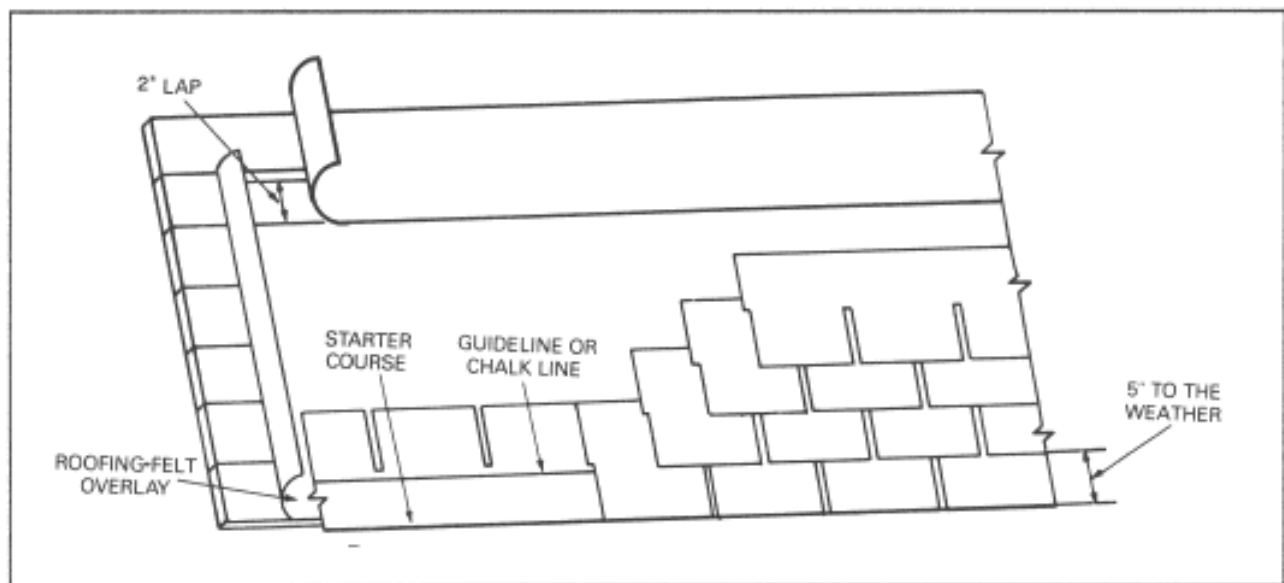 2" LAP
STARTER
COURSE
GUIDELINE OR
CHALK LINE
5" TO THE
WEATHER
ROOFING-FELT
OVERLAY